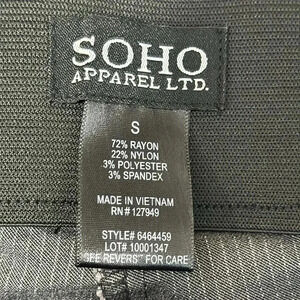 SOHO
APPAREL LTD.
S
72% RAYON
22% NYLON
3% POLYESTER
3% SPANDEX
MADE IN VIETNAM
RN# 127949
STYLE# 6464459
LOT# 10001347
SEE REVERS FOR CARE